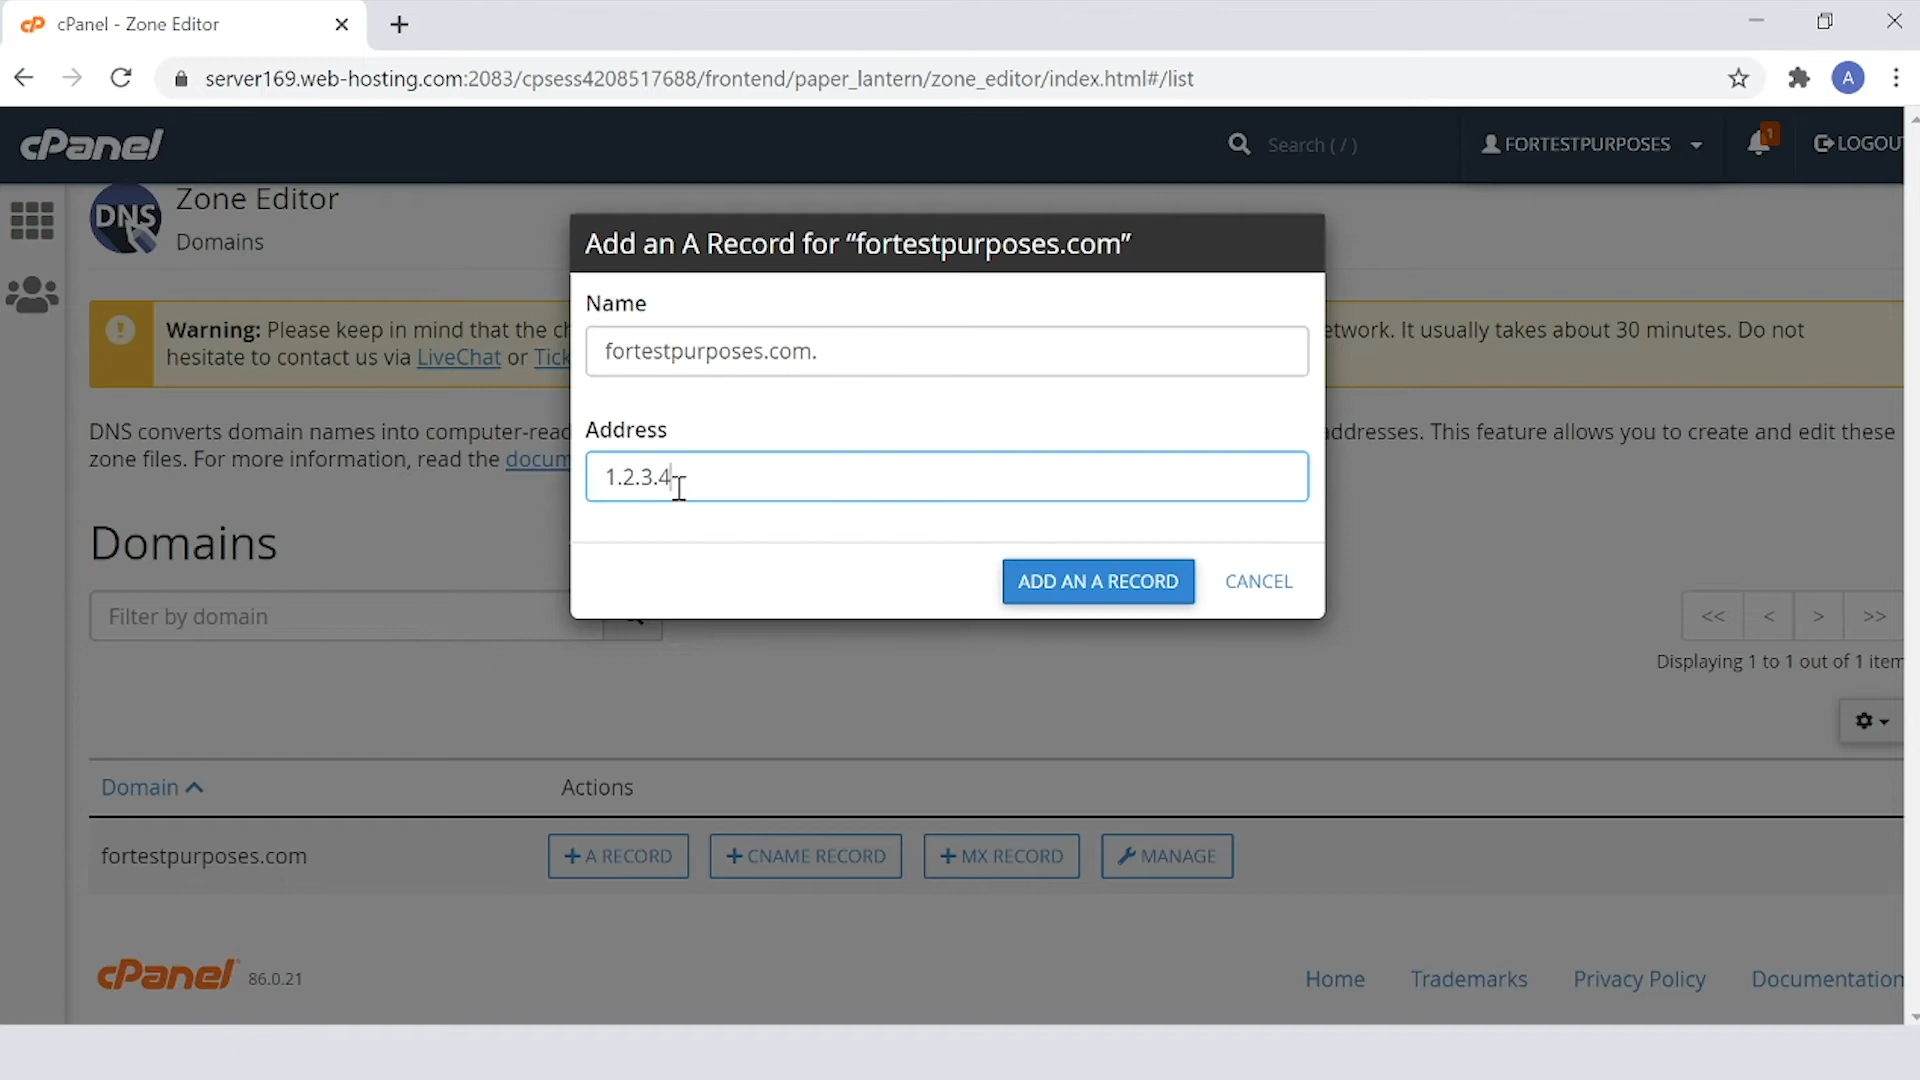 cPanel - Zone Editor
server169.web-hosting.com:2083/cpsess4208517688/frontend/paper_lantern/zone_editor/index.html#/list
A
cPanel
Search ( / )
FORTESTPURPOSES
1
LOGOU
DNS
Zone Editor
Domains
Add an A Record for “fortestpurposes.com”
Name
fortestpurposes.com.
Address
1.2.3.4
ADD AN A RECORD
CANCEL
Warning: Please keep in mind that the ch
etwork. It usually takes about 30 minutes. Do not
hesitate to contact us via LiveChat or Tick
DNS converts domain names into computer-read
addresses. This feature allows you to create and edit these
zone files. For more information, read the docum
Domains
Filter by domain
<< < > >>
Displaying 1 to 1 out of 1 item
Domain Actions
fortestpurposes.com + A RECORD + CNAME RECORD + MX RECORD MANAGE
cPanel 86.0.21
Home Trademarks Privacy Policy Documentation